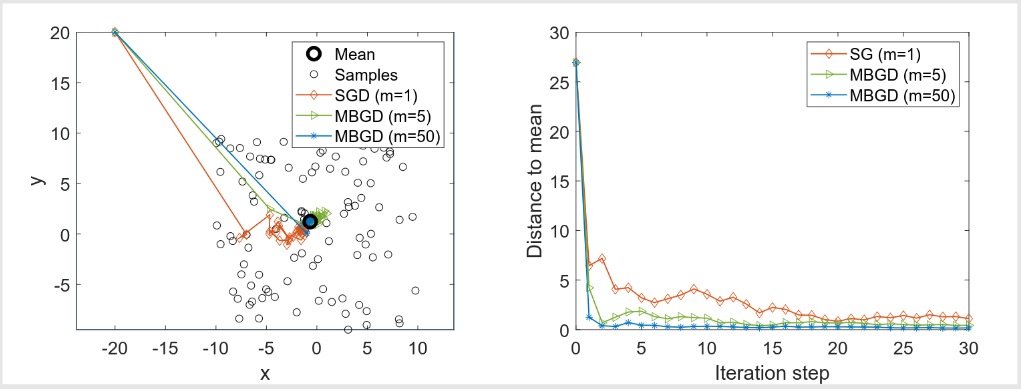 20
15
10
5
0
-5
y
-20
-15
-10
-5
0
5
10
x
Mean
Samples
SGD (m=1)
MBGD (m=5)
MBGD (m=50)
30
25
20
15
10
5
0
Distance to mean
0
5
10
15
20
25
30
Iteration step
SG (m=1)
MBGD (m=5)
MBGD (m=50)